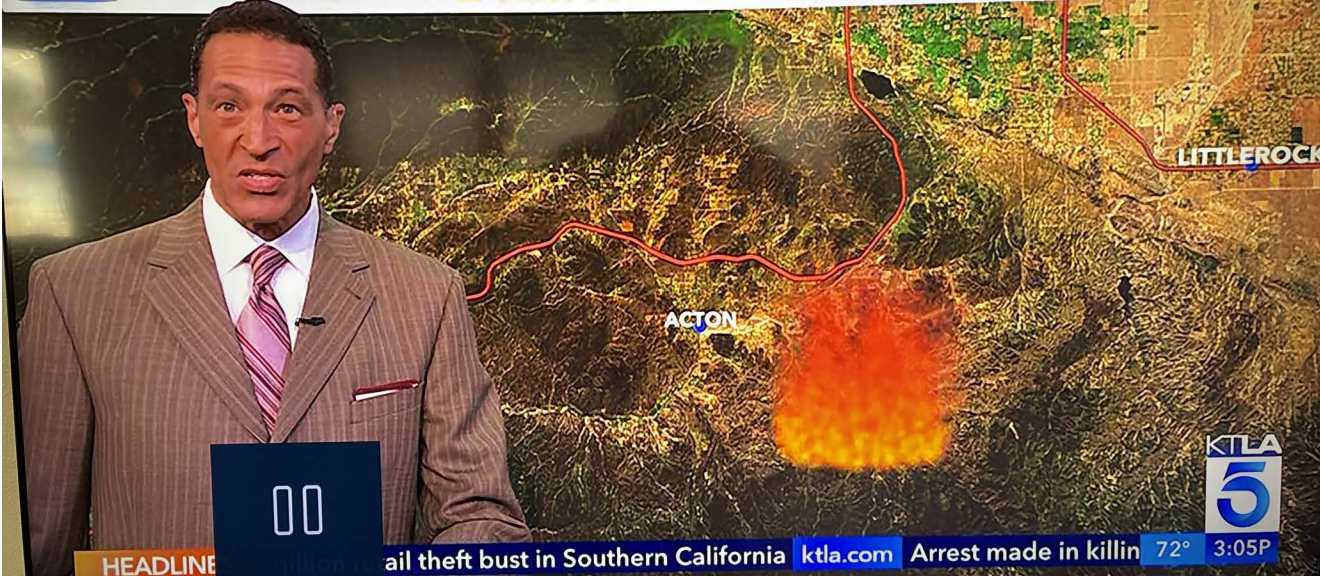 LITTLEROCK
ACTON
KTLA
5
HEADLINE
ail theft bust in Southern California ktla.com Arrest made in killin 72° 3:05P